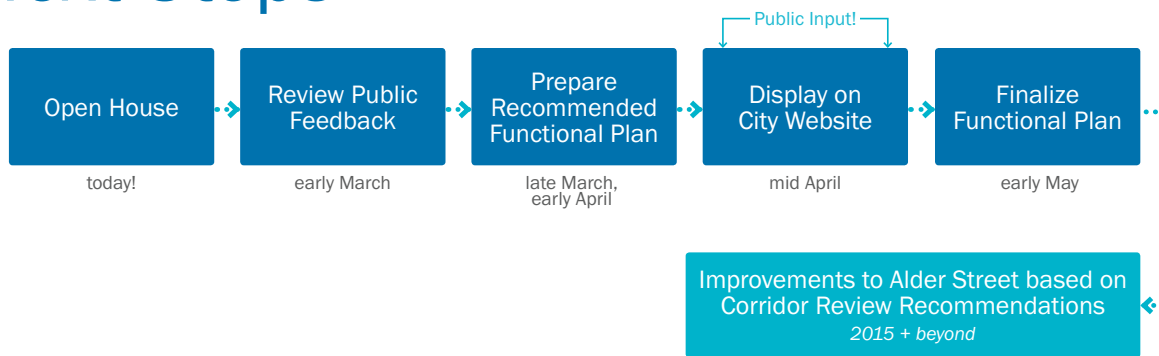 Next Steps
Public Input!
Open House
today!
Review Public
Feedback
early March
Prepare
Recommended
Functional Plan
late March,
early April
Display on
City Website
mid April
Finalize
Functional Plan
early May
Improvements to Alder Street based on
Corridor Review Recommendations
2015 + beyond